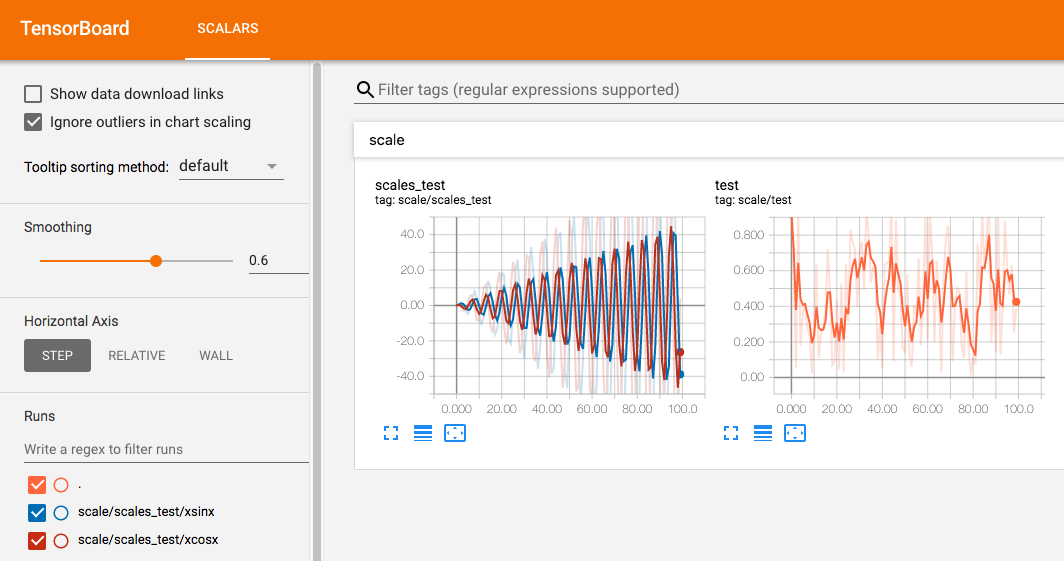 TensorBoard
SCALARS
Show data download links
Ignore outliers in chart scaling
Tooltip sorting method: default
Smoothing
0.6
Horizontal Axis
STEP RELATIVE WALL
Runs
Write a regex to filter runs
.
scale/scales_test/xsinx
scale/scales_test/xcosx
Filter tags (regular expressions supported)
scale
scales_test
tag: scale/scales_test
40.0
20.0
0.00
-20.0
-40.0
0.000 20.00 40.00 60.00 80.00 100.0
test
tag: scale/test
0.800
0.600
0.400
0.200
0.00
0.000 20.00 40.00 60.00 80.00 100.0